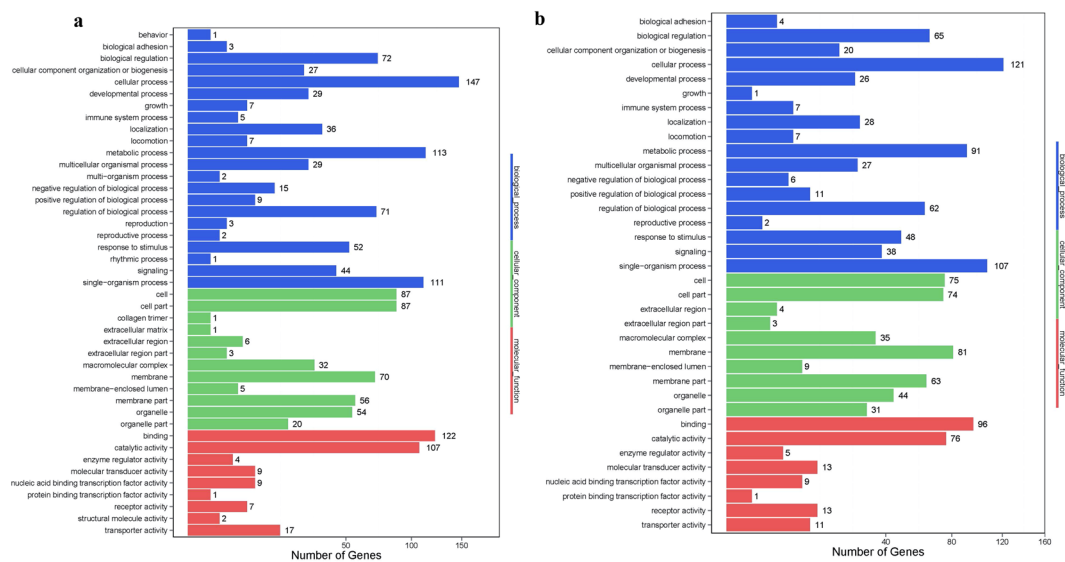 a
behavior 1
biological adhesion 3
biological regulation 72
cellular component organization or biogenesis 27
cellular process 147
developmental process 29
growth 7
immune system process 5
localization 36
locomotion 7
metabolic process 113
multicellular organismal process 29
multi-organism process 2
negative regulation of biological process 15
positive regulation of biological process 9
regulation of biological process 71
reproduction 3
reproductive process 2
response to stimulus 52
rhythmic process 1
signaling 44
single-organism process 111
cell 87
cell part 87
collagen trimer 1
extracellular matrix 1
extracellular region 6
extracellular region part 3
macromolecular complex 32
membrane 70
membrane-enclosed lumen 5
membrane part 56
organelle 54
organelle part 20
binding 122
catalytic activity 107
enzyme regulator activity 4
molecular transducer activity 9
nucleic acid binding transcription factor activity 9
protein binding transcription factor activity 1
receptor activity 7
structural molecule activity 2
transporter activity 17
50 100 150
Number of Genes
biological_process
cellular_component
molecular_function
b
biological adhesion 4
biological regulation 65
cellular component organization or biogenesis 20
cellular process 121
developmental process 26
growth 1
immune system process 7
localization 28
locomotion 7
metabolic process 91
multicellular organismal process 27
negative regulation of biological process 6
positive regulation of biological process 11
regulation of biological process 62
reproductive process 2
response to stimulus 48
signaling 38
single-organism process 107
cell 75
cell part 74
extracellular region 4
extracellular region part 3
macromolecular complex 35
membrane 81
membrane-enclosed lumen 9
membrane part 63
organelle 44
organelle part 31
binding 96
catalytic activity 76
enzyme regulator activity 5
molecular transducer activity 13
nucleic acid binding transcription factor activity 9
protein binding transcription factor activity 1
receptor activity 13
transporter activity 11
40 80 120 160
Number of Genes
biological_process
cellular_component
molecular_function